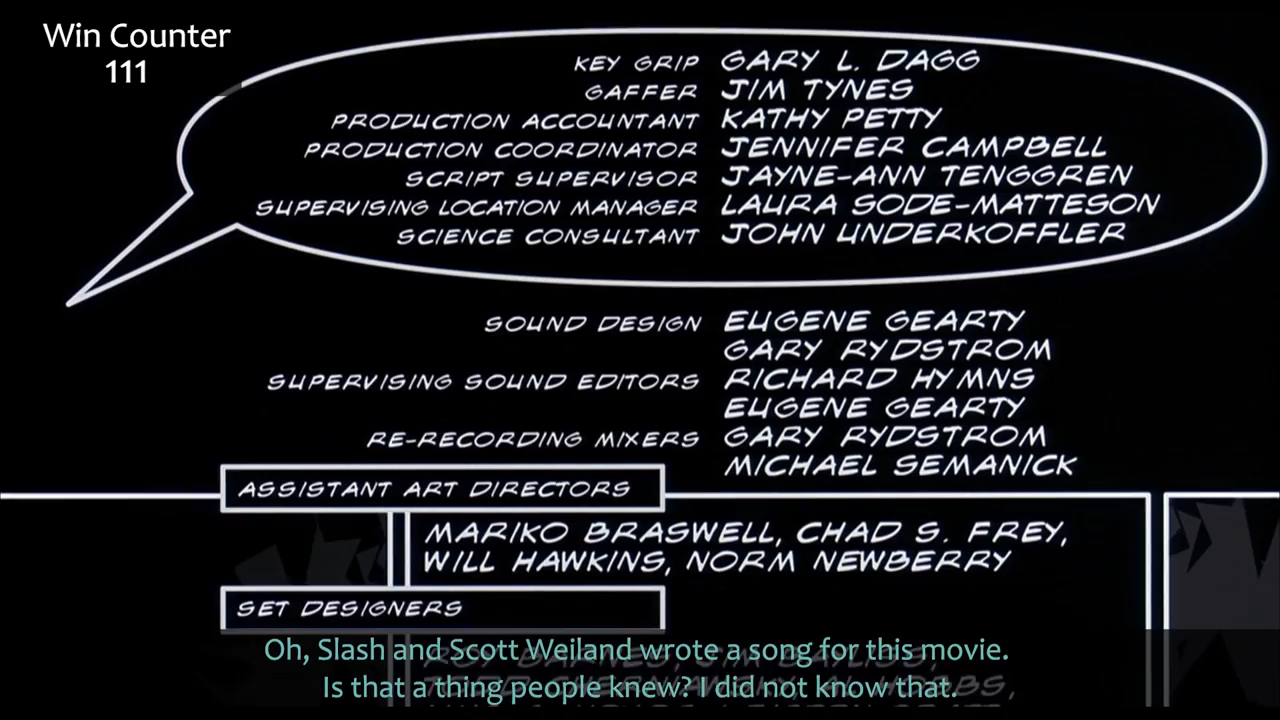 Win Counter
111
KEY GRIP GARY L. DAGG
GAFFER JIM TYNES
PRODUCTION ACCOUNTANT KATHY PETTY
PRODUCTION COORDINATOR JENNIFER CAMPBELL
SCRIPT SUPERVISOR JAYNE-ANN TENGGREN
SUPERVISING LOCATION MANAGER LAURA SODE-MATTESON
SCIENCE CONSULTANT JOHN UNDERKOFFLER
SOUND DESIGN EUGENE GEARTY
GARY RYDSTROM
SUPERVISING SOUND EDITORS RICHARD HYMNS
EUGENE GEARTY
RE-RECORDING MIXERS GARY RYDSTROM
MICHAEL SEMANICK
ASSISTANT ART DIRECTORS
MARIKO BRASWELL, CHAD S. FREY,
WILL HAWKINS, NORM NEWBERRY
SET DESIGNERS
Oh, Slash and Scott Weiland wrote a song for this movie.
Is that a thing people knew? I did not know that.